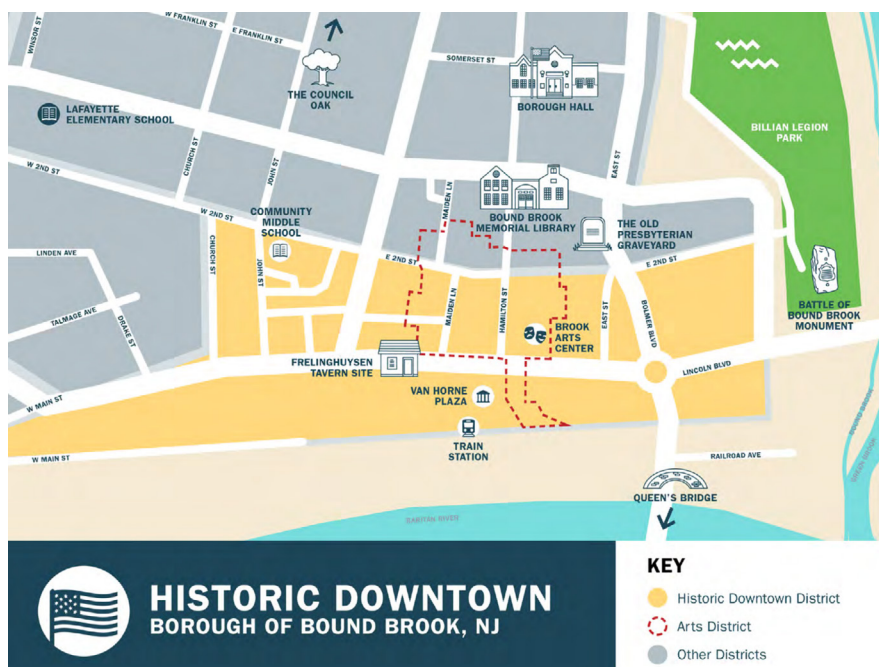 WINSOR ST
W FRANKLIN ST
E FRANKLIN ST
THE COUNCIL
OAK
SOMERSET ST
BOROUGH HALL
BILLIAN LEGION
PARK
LAFAYETTE
ELEMENTARY SCHOOL
CHURCH ST
JOHN ST
EAST ST
W 2ND ST
W 2ND ST
MAIDEN LN
BOUND BROOK
MEMORIAL LIBRARY
THE OLD
PRESBYTERIAN
GRAVEYARD
COMMUNITY
MIDDLE
SCHOOL
LINDEN AVE
CHURCH ST
JOHN ST
E 2ND ST
E 2ND ST
BATTLE OF
BOUND BROOK
MONUMENT
TALMAGE AVE
DRAKE ST
MAIDEN LN
HAMILTON ST
BROOK
ARTS
CENTER
EAST ST
BOLMER BLVD
FRELINGHUYSEN
TAVERN SITE
LINCOLN BLVD
W MAIN ST
VAN HORNE
PLAZA
TRAIN
STATION
W MAIN ST
RAILROAD AVE
BOUND BROOK
GREEN BROOK
QUEEN'S BRIDGE
RARITAN RIVER
HISTORIC DOWNTOWN
BOROUGH OF BOUND BROOK, NJ
KEY
Historic Downtown District
Arts District
Other Districts